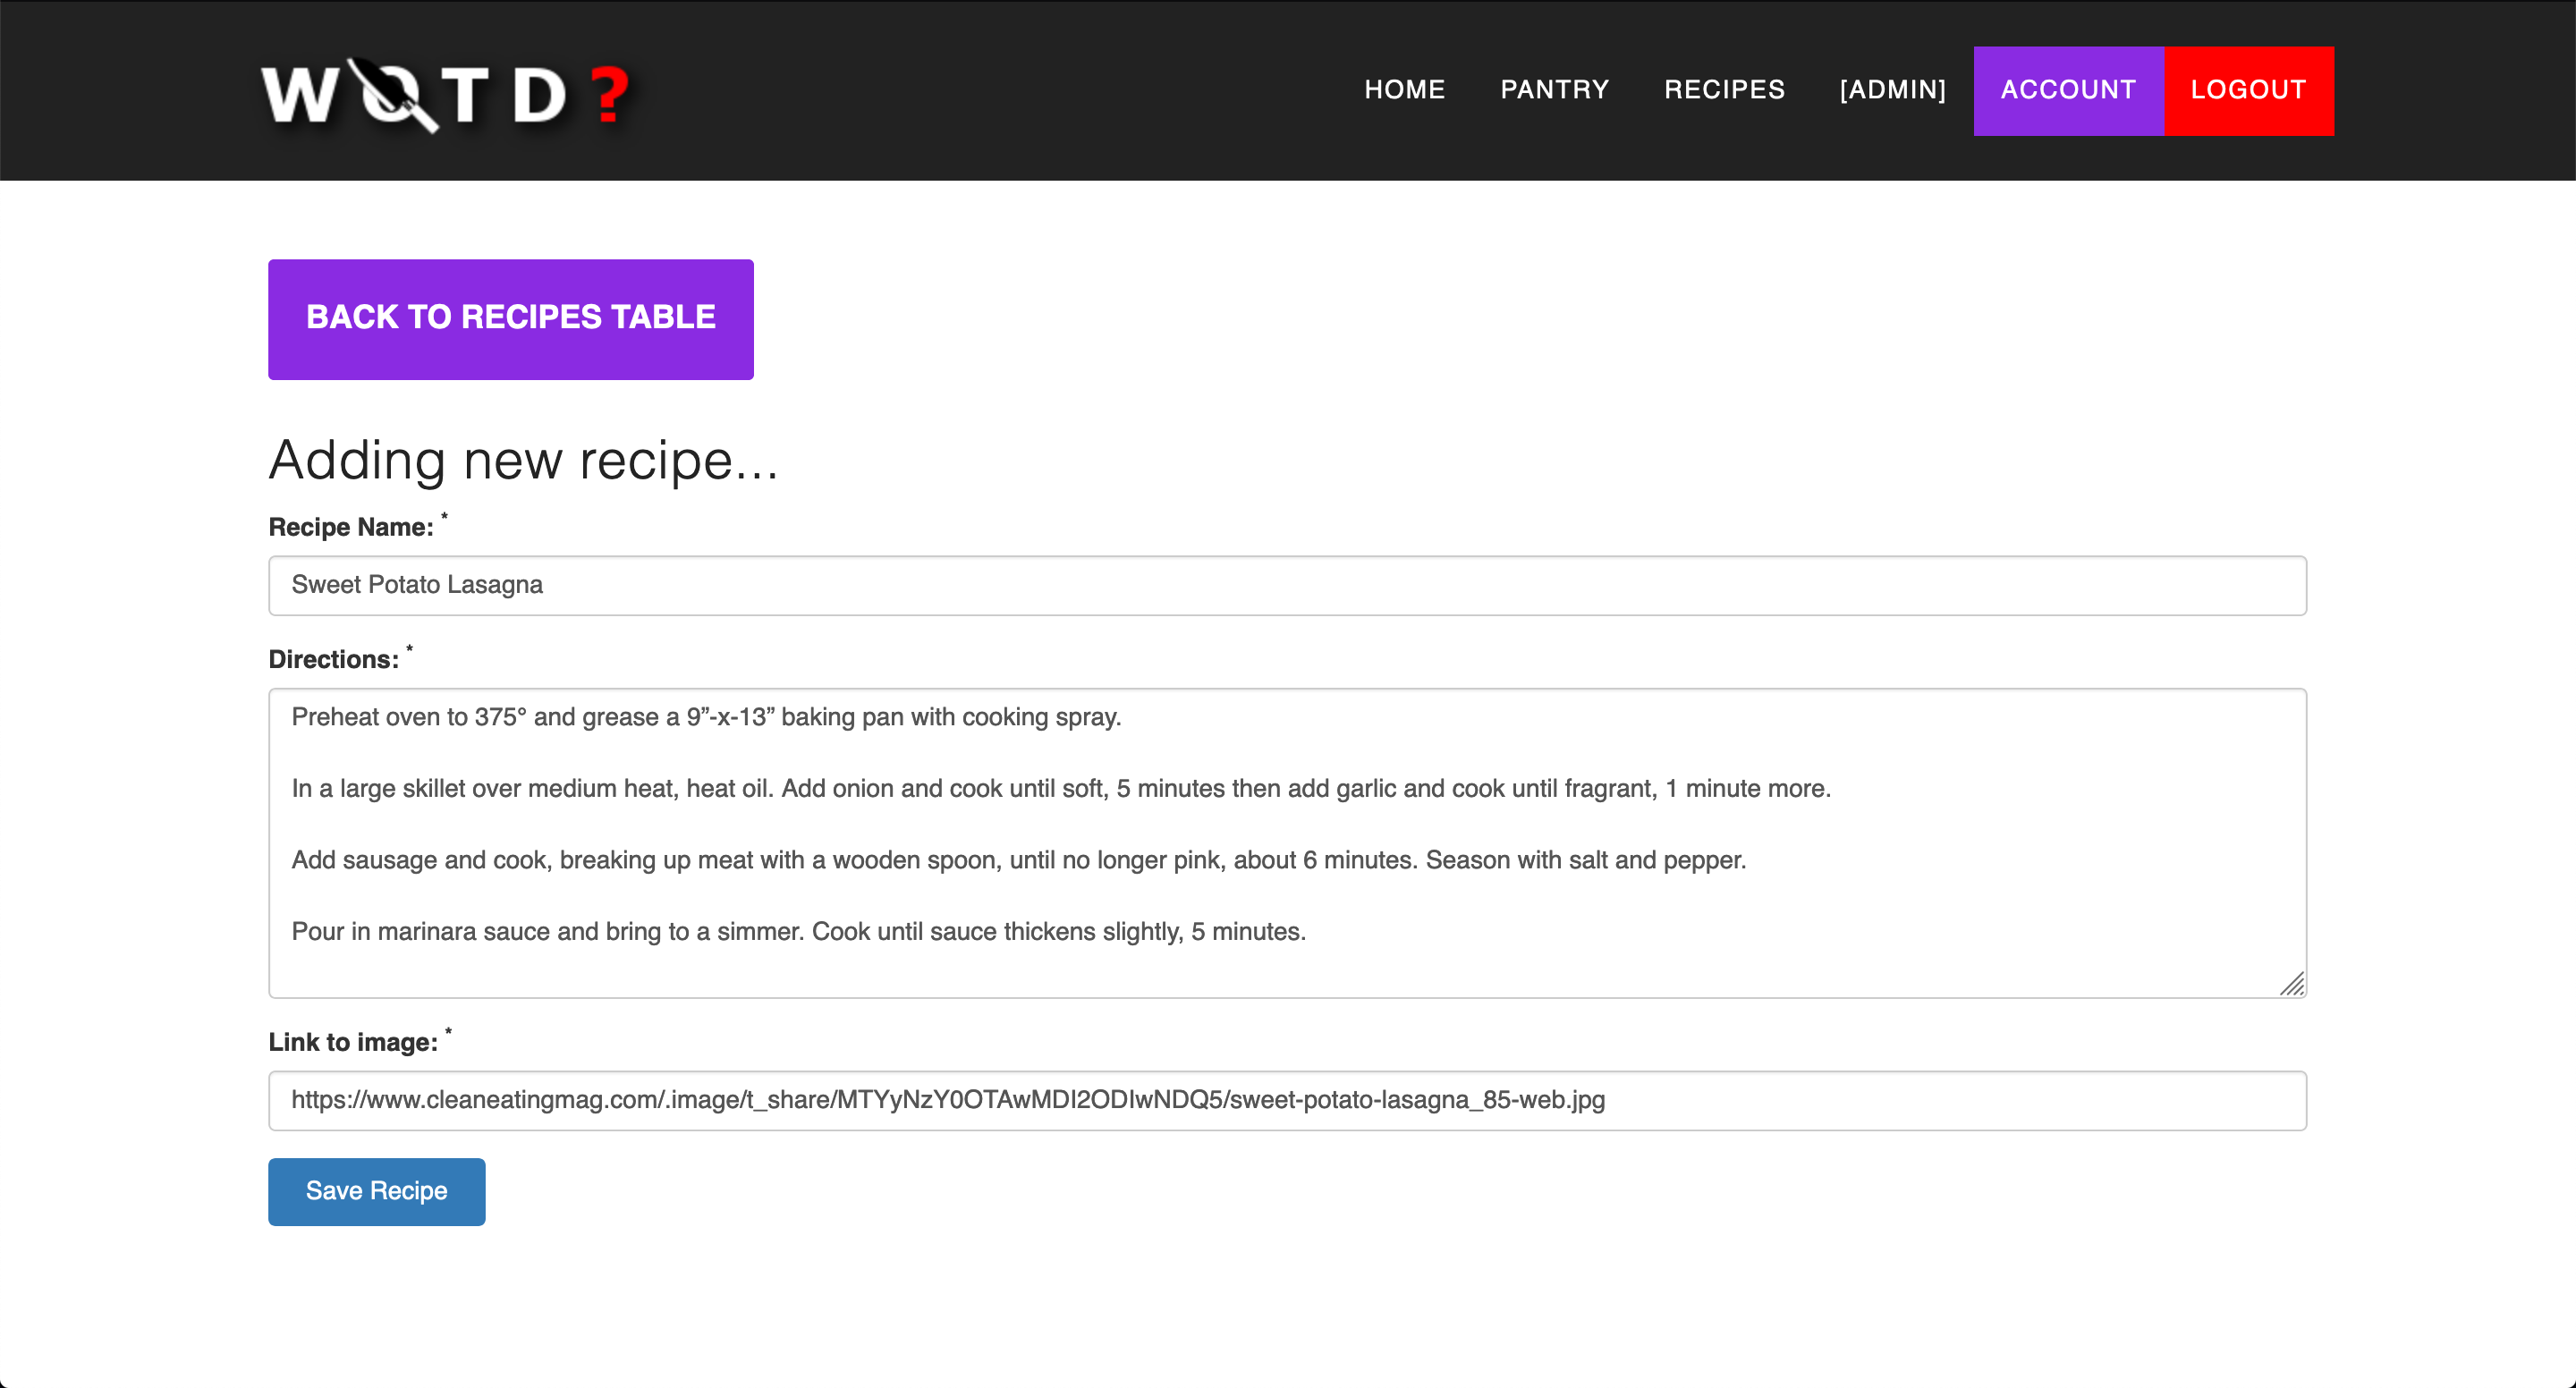 WOTD?
HOME PANTRY RECIPES [ADMIN] ACCOUNT LOGOUT
BACK TO RECIPES TABLE
Adding new recipe...
Recipe Name: *
Sweet Potato Lasagna
Directions: *
Preheat oven to 375° and grease a 9”-x-13” baking pan with cooking spray.
In a large skillet over medium heat, heat oil. Add onion and cook until soft, 5 minutes then add garlic and cook until fragrant, 1 minute more.
Add sausage and cook, breaking up meat with a wooden spoon, until no longer pink, about 6 minutes. Season with salt and pepper.
Pour in marinara sauce and bring to a simmer. Cook until sauce thickens slightly, 5 minutes.
Link to image: *
https://www.cleaneatingmag.com/.image/t_share/MTYyNzY0OTAwMDI2ODIwNDQ5/sweet-potato-lasagna_85-web.jpg
Save Recipe